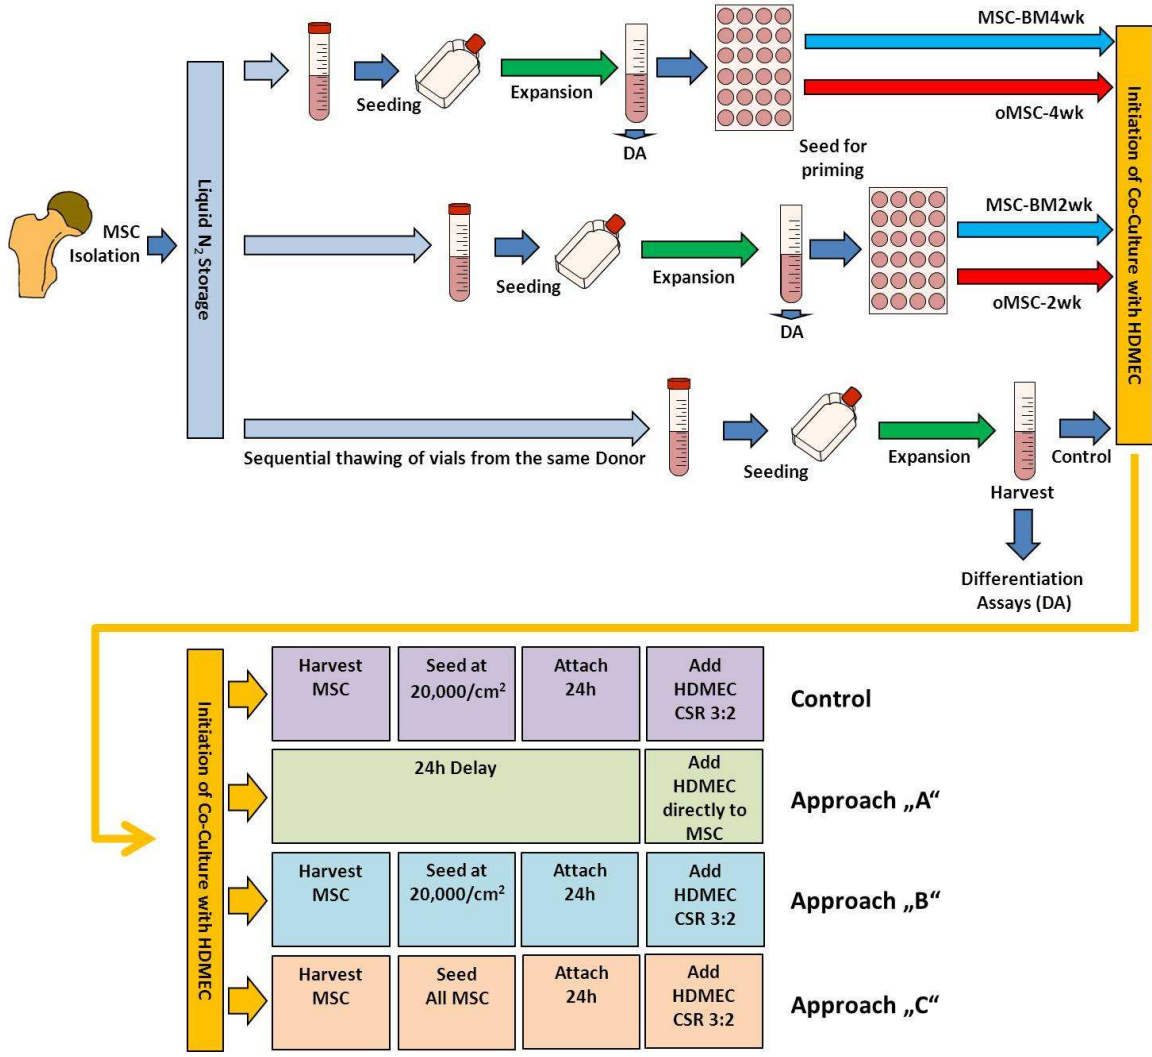 MSC-BM4wk
Seeding
Expansion
DA
oMSC-4wk
Seed for
priming
MSC
Isolation
Liquid N₂ Storage
MSC-BM2wk
Seeding
Expansion
DA
oMSC-2wk
Initiation of Co-Culture with HDMEC
Sequential thawing of vials from the same Donor
Seeding
Expansion
Control
Harvest
Differentiation
Assays (DA)
Initiation of Co-Culture with HDMEC
Harvest
MSC
Seed at
20,000/cm²
Attach
24h
Add
HDMEC
CSR 3:2
Control
24h Delay
Add
HDMEC
directly to
MSC
Approach „A“
Harvest
MSC
Seed at
20,000/cm²
Attach
24h
Add
HDMEC
CSR 3:2
Approach „B“
Harvest
MSC
Seed
All MSC
Attach
24h
Add
HDMEC
CSR 3:2
Approach „C“